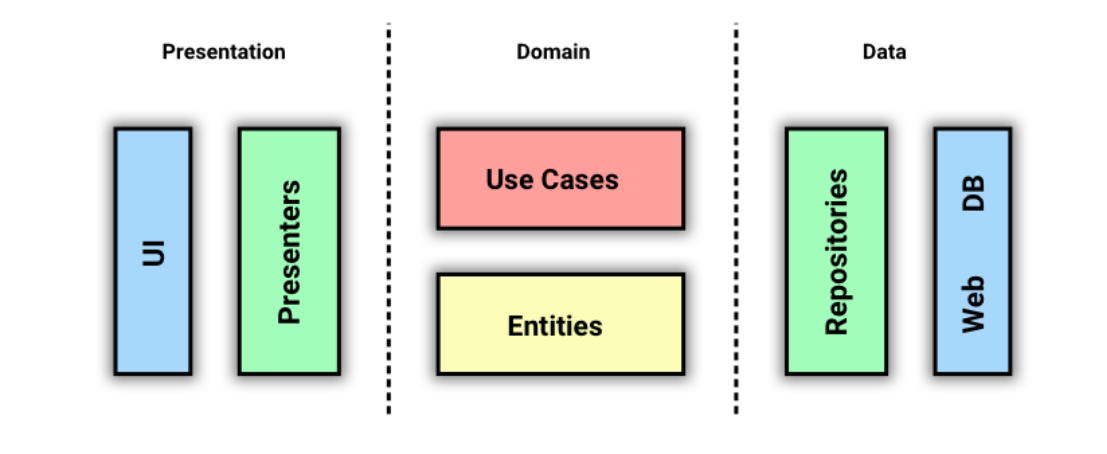 Presentation
Domain
Data
UI
Presenters
Use Cases
Entities
Repositories
Web DB